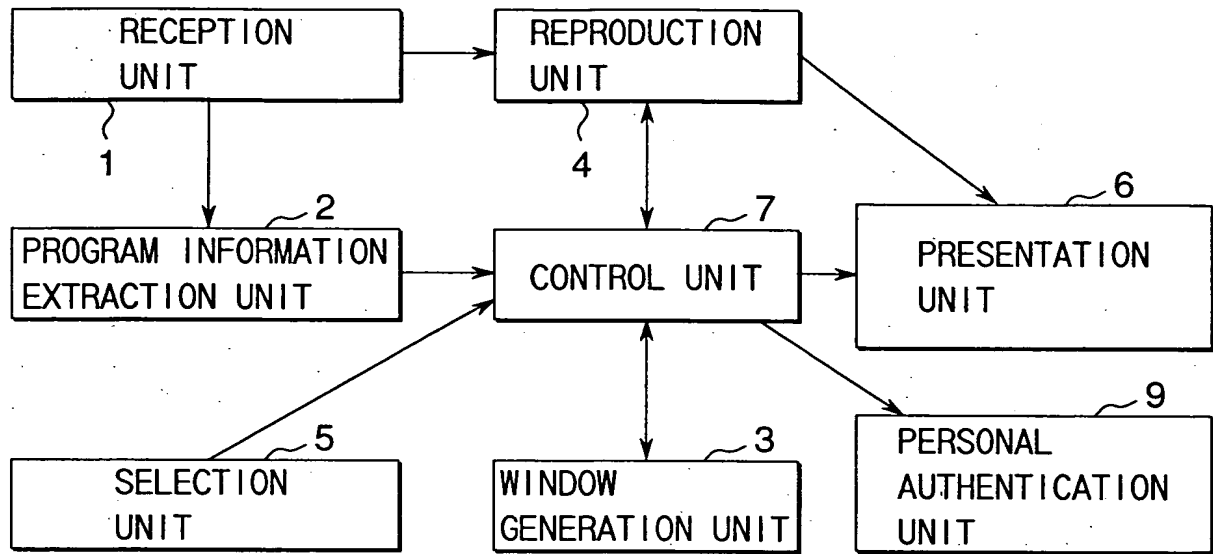 RECEPTION
UNIT
REPRODUCTION
UNIT
1
4
2
7
6
PROGRAM INFORMATION
EXTRACTION UNIT
CONTROL UNIT
PRESENTATION
UNIT
5
3
9
SELECTION
UNIT
WINDOW
GENERATION UNIT
PERSONAL
AUTHENTICATION
UNIT